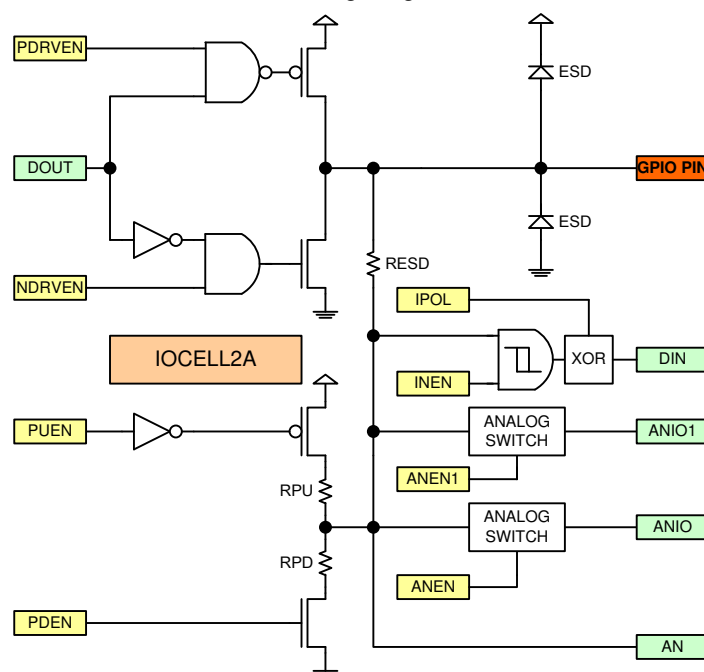 PDRVEN
ESD
DOUT
GPIO PIN
ESD
RESD
NDRVEN
IPOL
IOCELL2A
XOR
DIN
INEN
PUEN
ANALOG
SWITCH
ANIO1
ANEN1
RPU
ANALOG
SWITCH
ANIO
RPD
ANEN
PDEN
AN